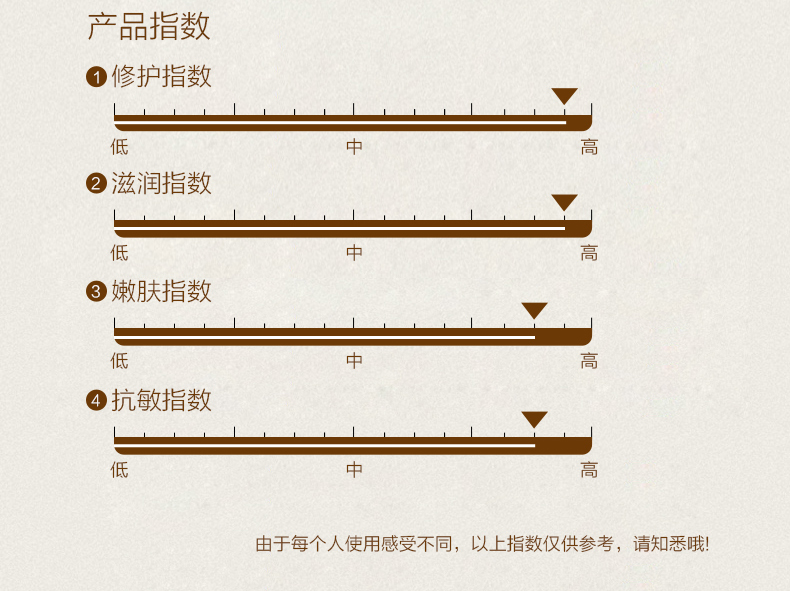 产品指数
1 修护指数
低 中 高
2 滋润指数
低 中 高
3 嫩肤指数
低 中 高
4 抗敏指数
低 中 高
由于每个人使用感受不同，以上指数仅供参考，请知悉哦!